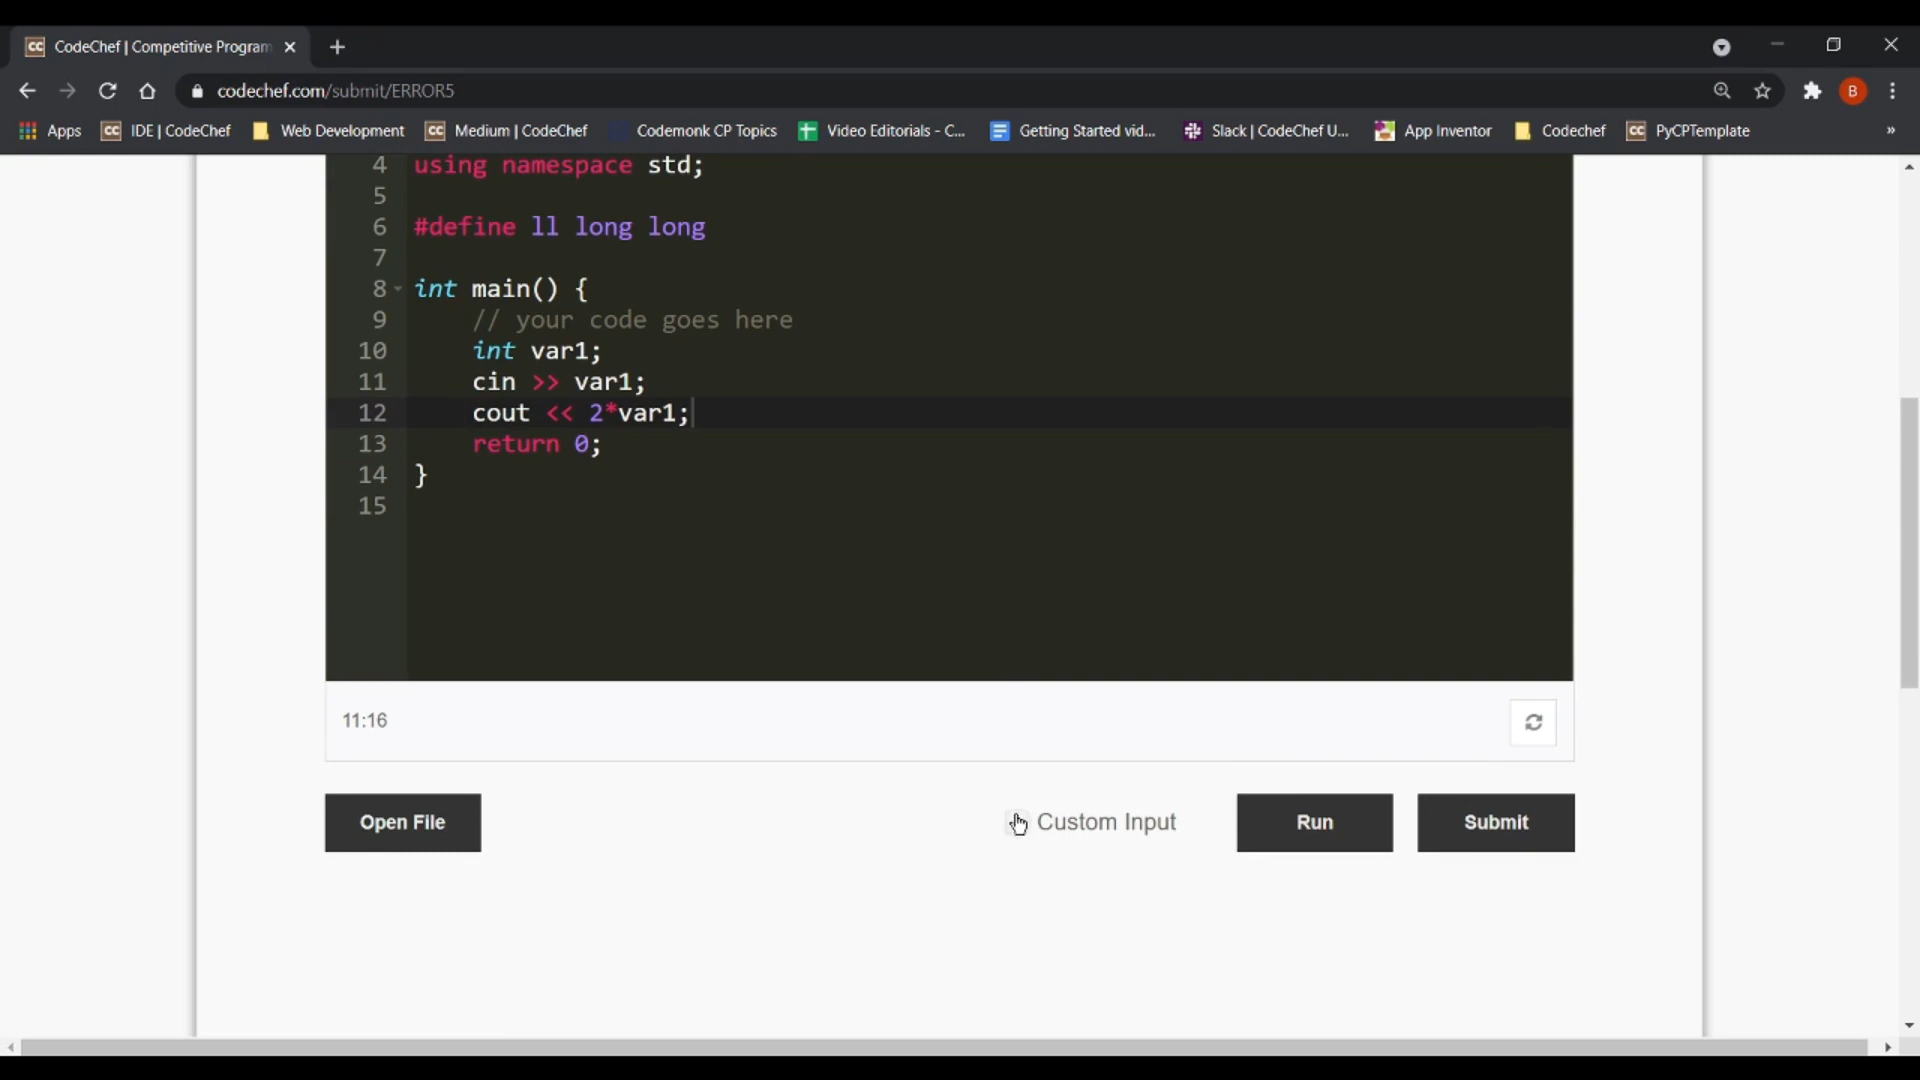 CodeChef | Competitive Program
codechef.com/submit/ERROR5
B
Apps
CC IDE | CodeChef
Web Development
CC Medium | CodeChef
Codemonk CP Topics
Video Editorials - C...
Getting Started vid...
Slack | CodeChef U...
App Inventor
Codechef
CC PyCPTemplate
»
4 using namespace std;
5
6 #define ll long long
7
8 int main() {
9 // your code goes here
10 int var1;
11 cin >> var1;
12 cout << 2*var1;
13 return 0;
14 }
15
11:16
Open File
Custom Input
Run
Submit